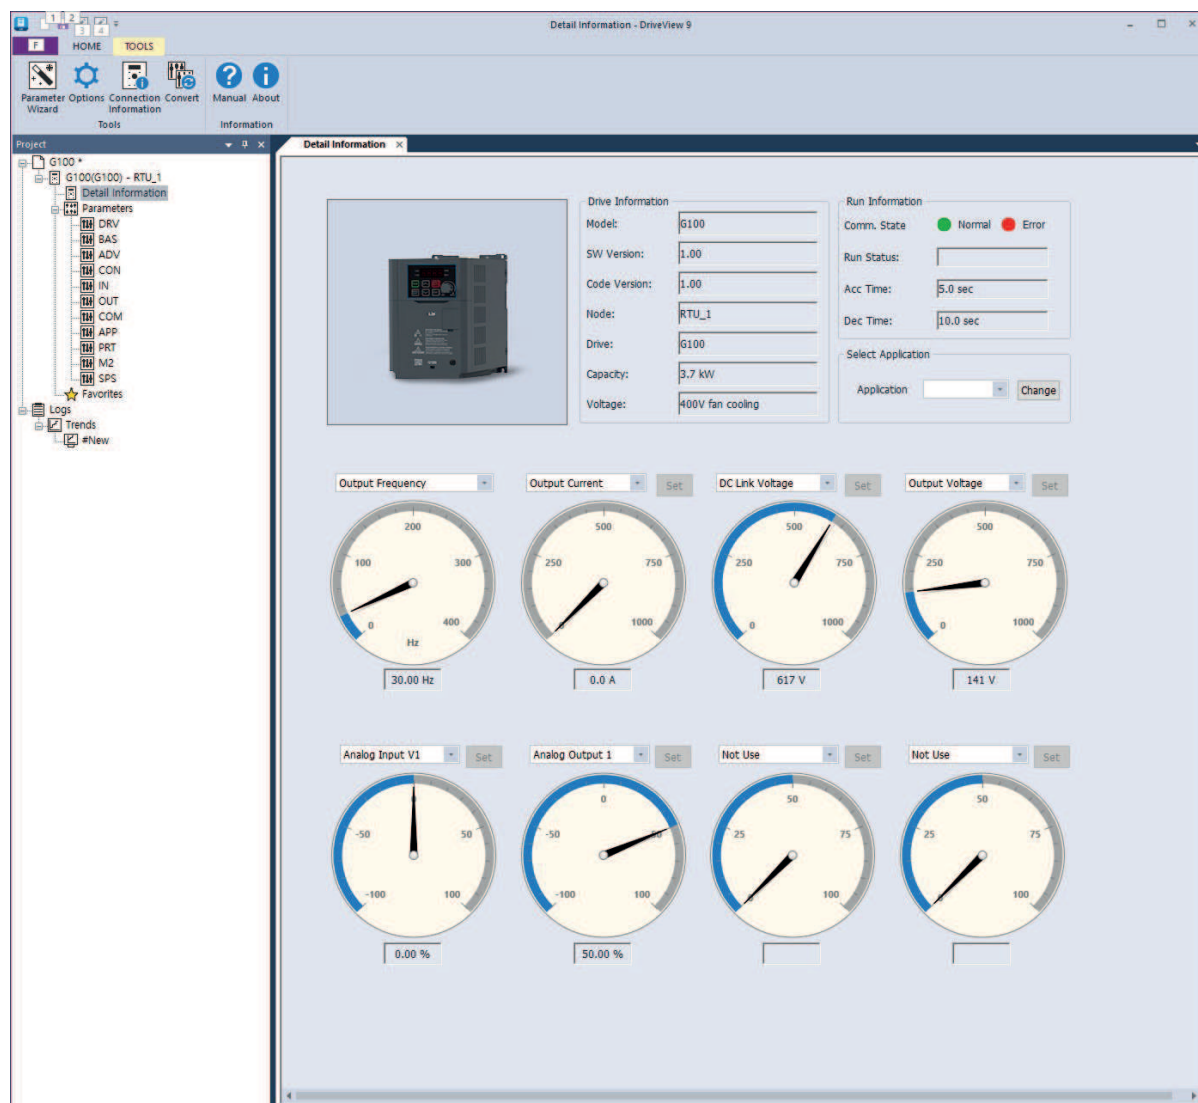 1 2
3 4
Detail Information - DriveView 9
F HOME TOOLS
Parameter Wizard
Options
Connection Information
Convert
Manual
About
Tools
Information
Project
G100 *
G100(G100) - RTU_1
Detail Information
Parameters
DRV
BAS
ADV
CON
IN
OUT
COM
APP
PRT
M2
SPS
Favorites
Logs
Trends
#New
Detail Information
Drive Information
Model: G100
SW Version: 1.00
Code Version: 1.00
Node: RTU_1
Drive: G100
Capacity: 3.7 kW
Voltage: 400V fan cooling
Run Information
Comm. State Normal Error
Run Status:
Acc Time: 5.0 sec
Dec Time: 10.0 sec
Select Application
Application Change
Output Frequency
0 100 200 300 400
Hz
30.00 Hz
Output Current Set
0 250 500 750 1000
0.0 A
DC Link Voltage Set
0 250 500 750 1000
617 V
Output Voltage Set
0 250 500 750 1000
141 V
Analog Input V1 Set
-100 -50 0 50 100
0.00 %
Analog Output 1 Set
-100 -50 0 50 100
50.00 %
Not Use Set
0 25 50 75 100
Not Use Set
0 25 50 75 100